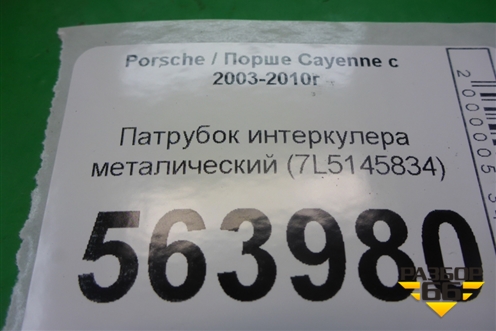 Porsche / Порше Cayenne с
2003-2010г
Патрубок интеркулера
металический (7L5145834)
563980
РАЗБОР
66